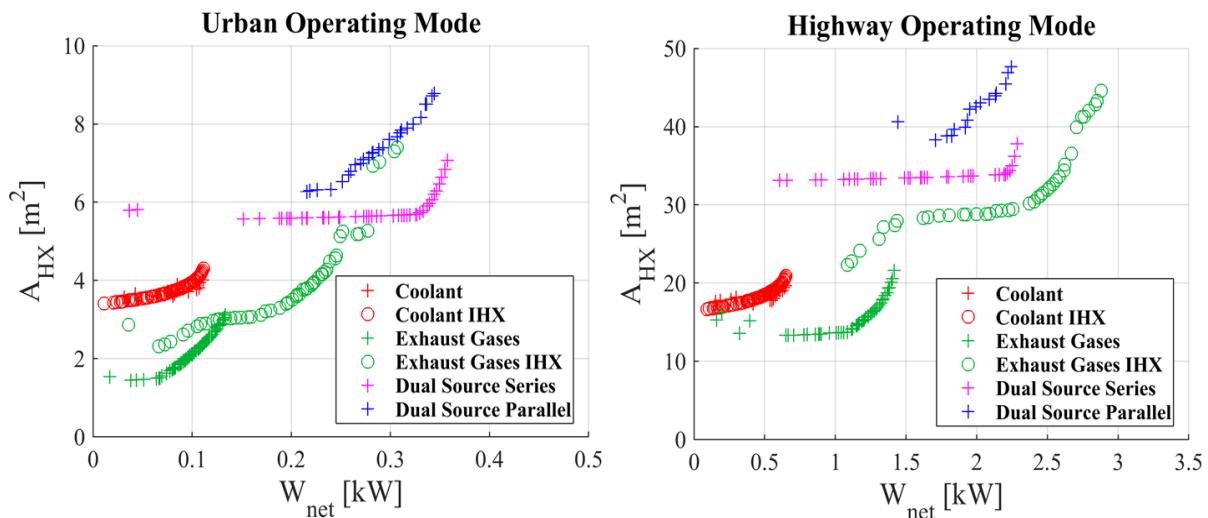 Urban Operating Mode
10
8
6
4
2
0
A_HX [m²]
0 0.1 0.2 0.3 0.4 0.5
W_net [kW]
Coolant
Coolant IHX
Exhaust Gases
Exhaust Gases IHX
Dual Source Series
Dual Source Parallel
Highway Operating Mode
50
40
30
20
10
0
A_HX [m²]
0 0.5 1 1.5 2 2.5 3 3.5
W_net [kW]
Coolant
Coolant IHX
Exhaust Gases
Exhaust Gases IHX
Dual Source Series
Dual Source Parallel